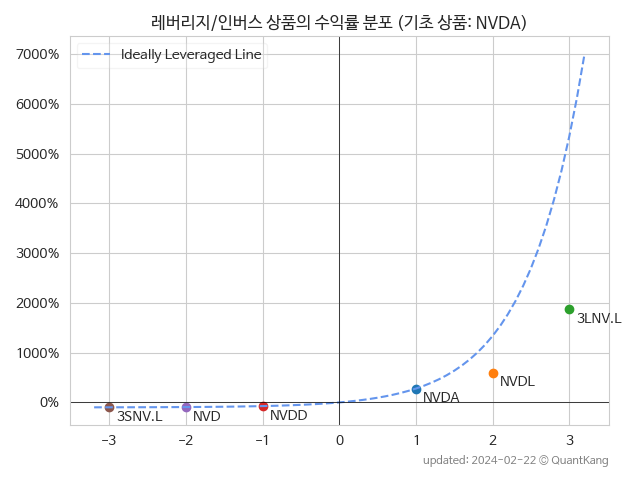 레버리지/인버스 상품의 수익률 분포 (기초 상품: NVDA)
Ideally Leveraged Line
7000%
6000%
5000%
4000%
3000%
2000%
1000%
0%
3LNV.L
NVDL
NVDA
3SNV.L
NVD
NVDD
−3
−2
−1
0
1
2
3
updated: 2024-02-22 © QuantKang